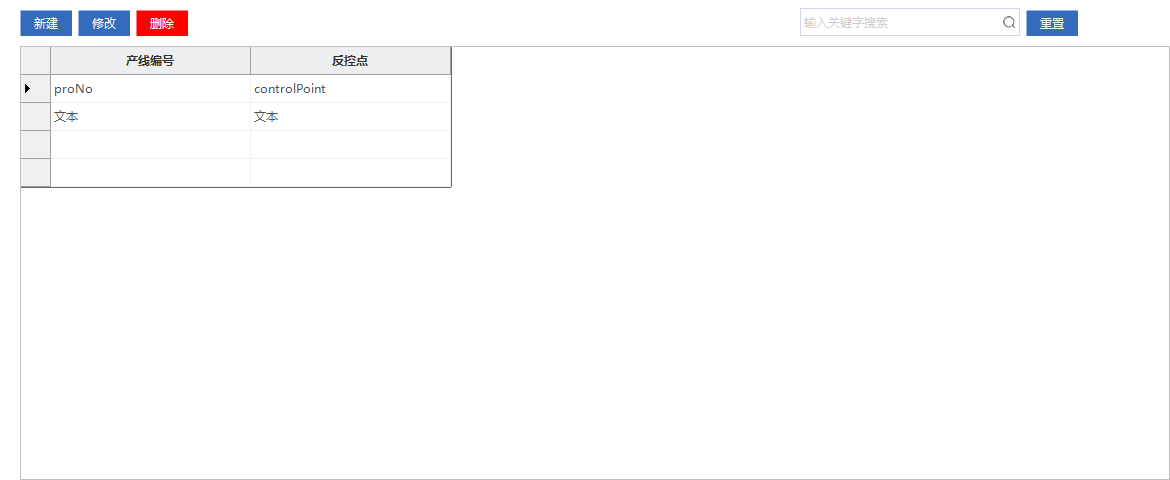 新建 修改 删除 输入关键字搜索 重置
产线编号 反控点
proNo controlPoint
文本 文本